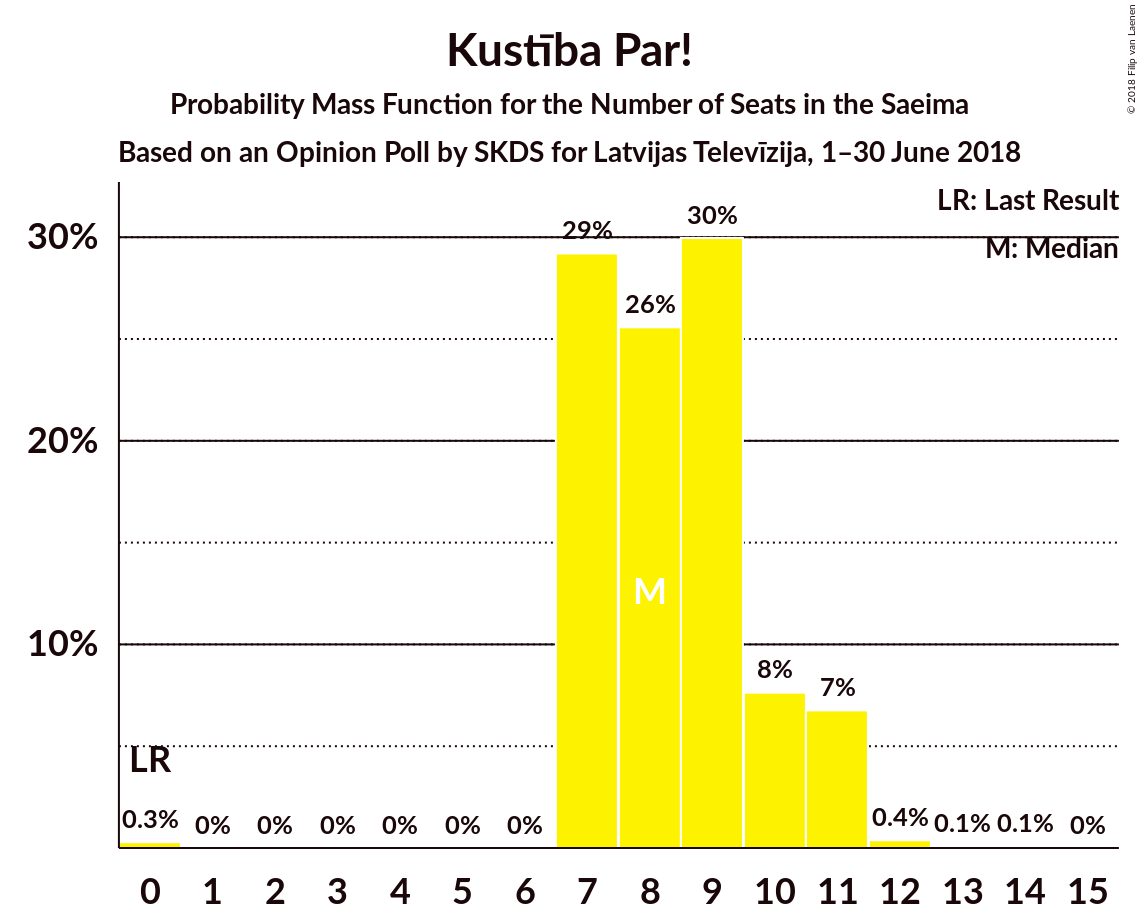 Kustība Par!
Probability Mass Function for the Number of Seats in the Saeima
Based on an Opinion Poll by SKDS for Latvijas Televīzija, 1–30 June 2018
© 2018 Filip van Laenen
LR: Last Result
M: Median
30%
20%
10%
29%
26%
30%
8%
7%
M
LR
0.3% 0% 0% 0% 0% 0% 0% 0.4% 0.1% 0.1% 0%
0 1 2 3 4 5 6 7 8 9 10 11 12 13 14 15